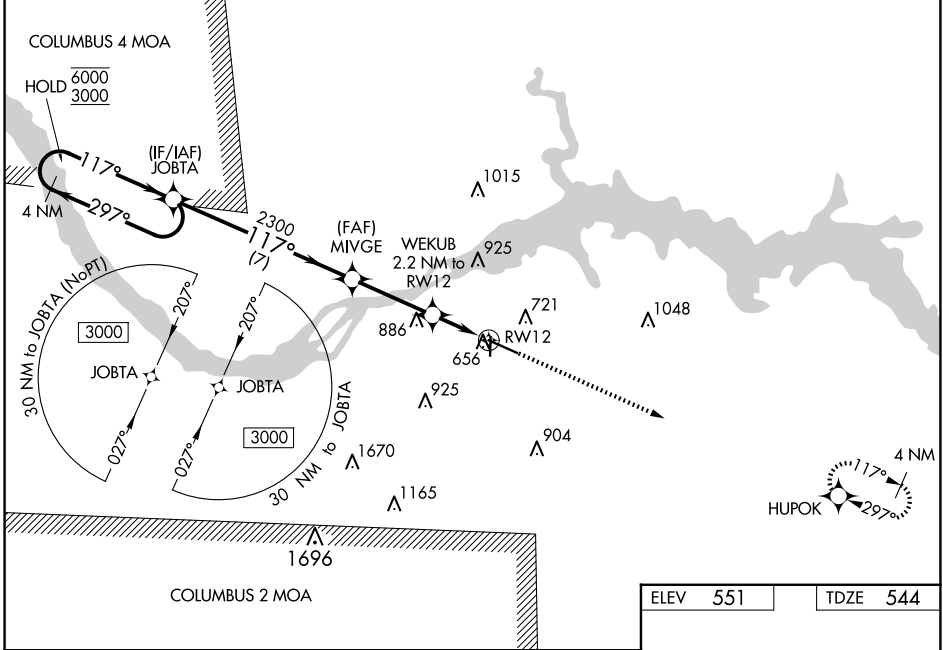 COLUMBUS 4 MOA
HOLD
6000
3000
117°
(IF/IAF)
JOBTA
4 NM
297°
2300
117°
(7)
(FAF)
MIVGE
WEKUB
2.2 NM to
RW12
1015
925
721
1048
886
656
RW12
925
904
1670
1165
1696
30 NM to JOBTA (NoPT)
3000
207°
JOBTA
027°
207°
JOBTA
027°
3000
30 NM to JOBTA
4 NM
117°
297°
HUPOK
COLUMBUS 2 MOA
ELEV 551
TDZE 544